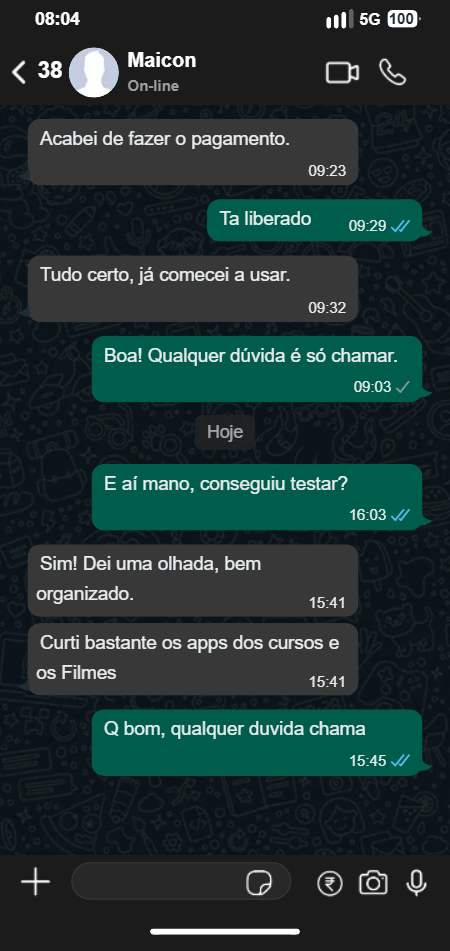 08:04
5G 100
38
Maicon
On-line
Acabei de fazer o pagamento.
09:23
Ta liberado
09:29
Tudo certo, já comecei a usar.
09:32
Boa! Qualquer dúvida é só chamar.
09:03
Hoje
E aí mano, conseguiu testar?
16:03
Sim! Dei uma olhada, bem
organizado.
15:41
Curti bastante os apps dos cursos e
os Filmes
15:41
Q bom, qualquer duvida chama
15:45
₹